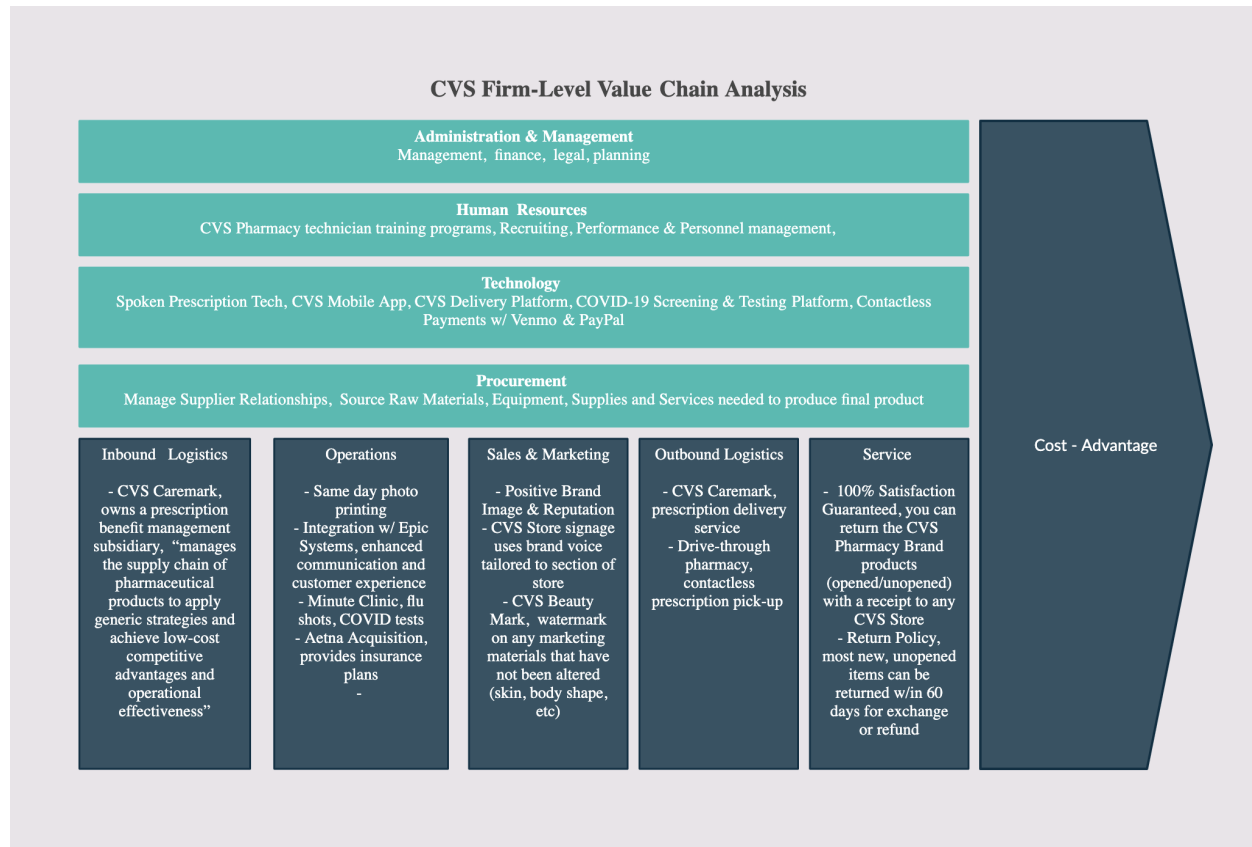 CVS Firm-Level Value Chain Analysis
Administration & Management
Management, finance, legal, planning
Human Resources
CVS Pharmacy technician training programs, Recruiting, Performance & Personnel management,
Technology
Spoken Prescription Tech, CVS Mobile App, CVS Delivery Platform, COVID-19 Screening & Testing Platform, Contactless
Payments w/ Venmo & PayPal
Procurement
Manage Supplier Relationships, Source Raw Materials, Equipment, Supplies and Services needed to produce final product
Inbound Logistics
- CVS Caremark,
owns a prescription
benefit management
subsidiary, “manages
the supply chain of
pharmaceutical
products to apply
generic strategies and
achieve low-cost
competitive
advantages and
operational
effectiveness”
Operations
- Same day photo
printing
- Integration w/ Epic
Systems, enhanced
communication and
customer experience
- Minute Clinic, flu
shots, COVID tests
- Aetna Acquisition,
provides insurance
plans
-
Sales & Marketing
- Positive Brand
Image & Reputation
- CVS Store signage
uses brand voice
tailored to section of
store
- CVS Beauty
Mark, watermark
on any marketing
materials that have
not been altered
(skin, body shape,
etc)
Outbound Logistics
- CVS Caremark,
prescription delivery
service
- Drive-through
pharmacy,
contactless
prescription pick-up
Service
- 100% Satisfaction
Guaranteed, you can
return the CVS
Pharmacy Brand
products
(opened/unopened)
with a receipt to any
CVS Store
- Return Policy,
most new, unopened
items can be
returned w/in 60
days for exchange
or refund
Cost - Advantage